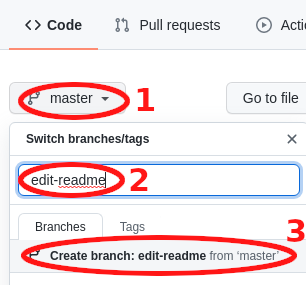 Code Pull requests
master 1 Go to file
Switch branches/tags
edit-readme 2
Branches Tags
3
Create branch: edit-readme from 'master'